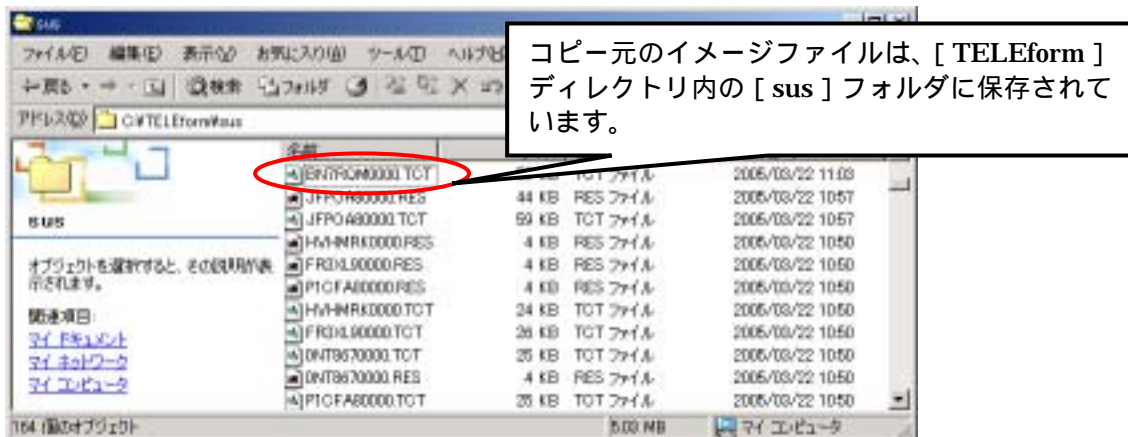 sus
ファイル(F) 編集(E) 表示(V) お気に入り(A) ツール(T) ヘルプ(H)
コピー元のイメージファイルは、[ TELEform ]
ディレクトリ内の [ sus ] フォルダに保存されて
います。
戻る 検索 フォルダ
アドレス(D) C:¥TELEform¥sus
名前
sus
オブジェクトを選択すると、その説明が表
示されます。
関連項目:
マイ ドキュメント
マイ ネットワーク
マイ コンピュータ
TCT ファイル 2005/03/22 11:03
44 KB RES ファイル 2005/03/22 10:57
JFPOA80000.TCT 59 KB TCT ファイル 2005/03/22 10:57
HVHMRK0000.RES 4 KB RES ファイル 2005/03/22 10:50
FRIXL90000.RES 4 KB RES ファイル 2005/03/22 10:50
P1CFA80000.RES 4 KB RES ファイル 2005/03/22 10:50
HVHMRK0000.TCT 24 KB TCT ファイル 2005/03/22 10:50
FRIXL90000.TCT 26 KB TCT ファイル 2005/03/22 10:50
0NT8670000.TCT 25 KB TCT ファイル 2005/03/22 10:50
0NT8670000.RES 4 KB RES ファイル 2005/03/22 10:50
P1CFA80000.TCT 25 KB TCT ファイル 2005/03/22 10:50
164 個のオブジェクト 5.03 MB マイ コンピュータ